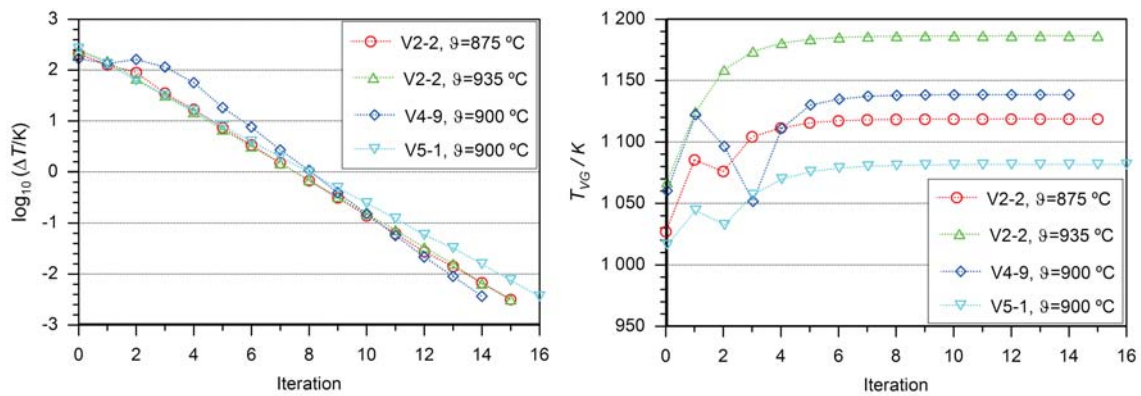 3
2
1
0
-1
-2
-3
log10 (ΔT/K)
0 2 4 6 8 10 12 14 16
Iteration
V2-2, ϑ=875 ºC
V2-2, ϑ=935 ºC
V4-9, ϑ=900 ºC
V5-1, ϑ=900 ºC
1 200
1 150
1 100
1 050
1 000
950
TVG / K
0 2 4 6 8 10 12 14 16
Iteration
V2-2, ϑ=875 ºC
V2-2, ϑ=935 ºC
V4-9, ϑ=900 ºC
V5-1, ϑ=900 ºC